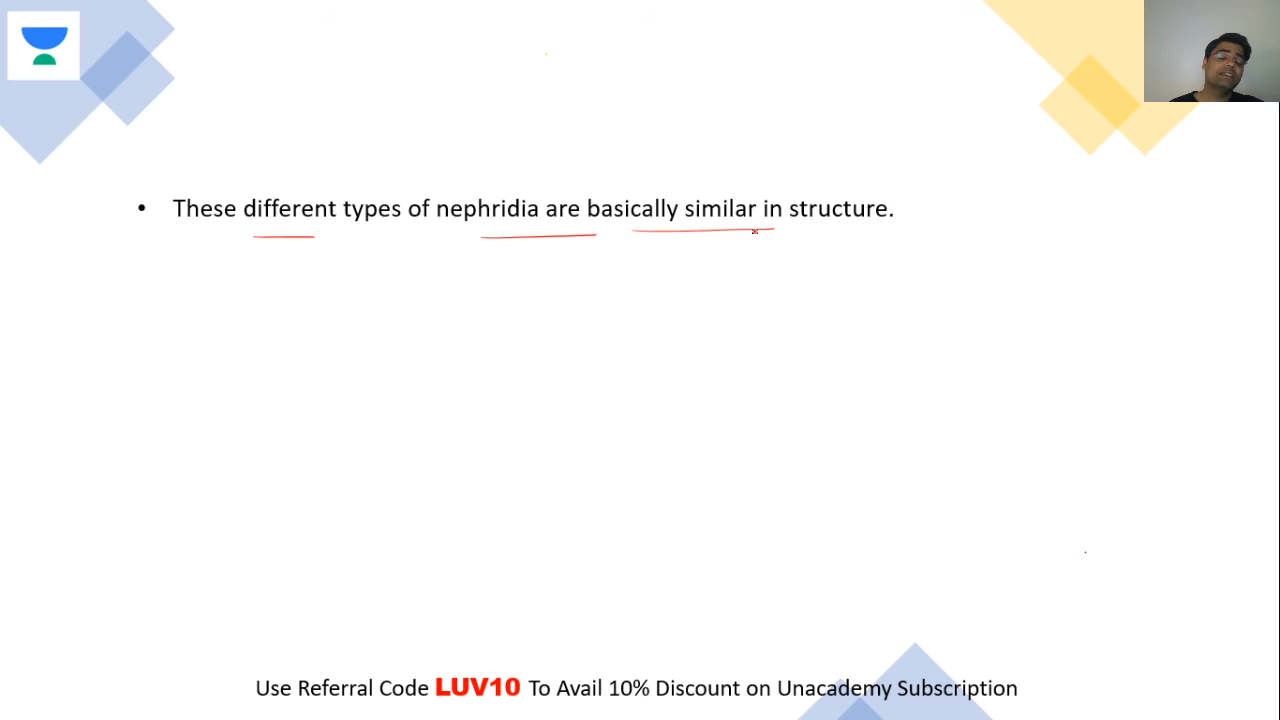 • These different types of nephridia are basically similar in structure.
Use Referral Code LUV10 To Avail 10% Discount on Unacademy Subscription